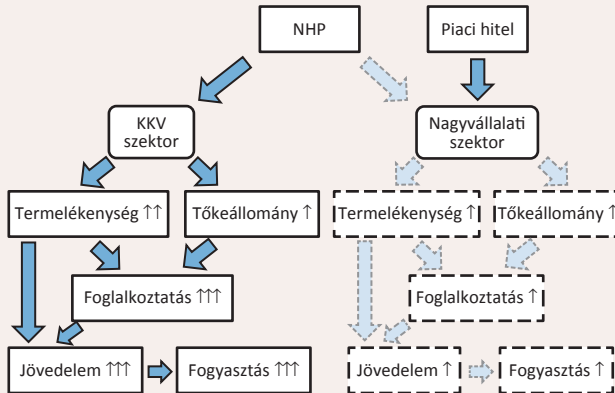 NHP
Piaci hitel
KKV
szektor
Nagyvállalati
szektor
Termelékenység ↑↑
Tőkeállomány ↑
Termelékenység ↑
Tőkeállomány ↑
Foglalkoztatás ↑↑↑
Foglalkoztatás ↑
Jövedelem ↑↑↑
Fogyasztás ↑↑↑
Jövedelem ↑
Fogyasztás ↑